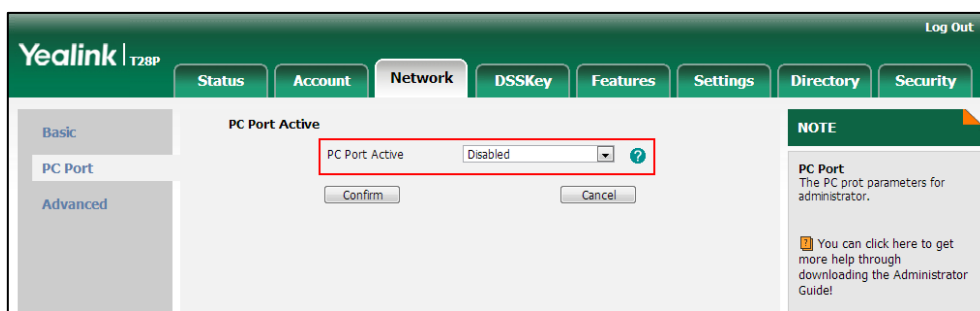 Log Out
Yealink | T28P
Status Account Network DSSKey Features Settings Directory Security
Basic
PC Port
Advanced
PC Port Active
PC Port Active Disabled ?
Confirm Cancel
NOTE
PC Port
The PC prot parameters for
administrator.
? You can click here to get
more help through
downloading the Administrator
Guide!